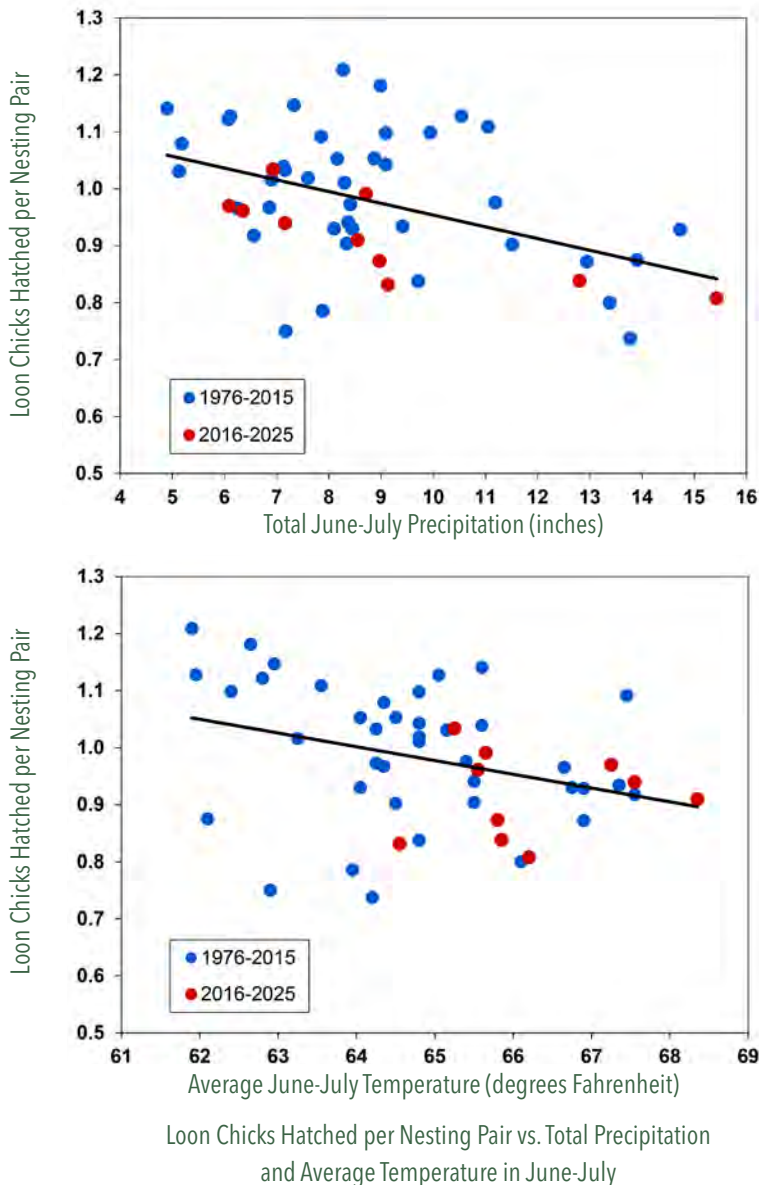 Loon Chicks Hatched per Nesting Pair
1.3
1.2
1.1
1.0
0.9
0.8
0.7
0.6
0.5
1976-2015
2016-2025
4 5 6 7 8 9 10 11 12 13 14 15 16
Total June-July Precipitation (inches)
Loon Chicks Hatched per Nesting Pair
1.3
1.2
1.1
1.0
0.9
0.8
0.7
0.6
0.5
1976-2015
2016-2025
61 62 63 64 65 66 67 68 69
Average June-July Temperature (degrees Fahrenheit)
Loon Chicks Hatched per Nesting Pair vs. Total Precipitation
and Average Temperature in June-July